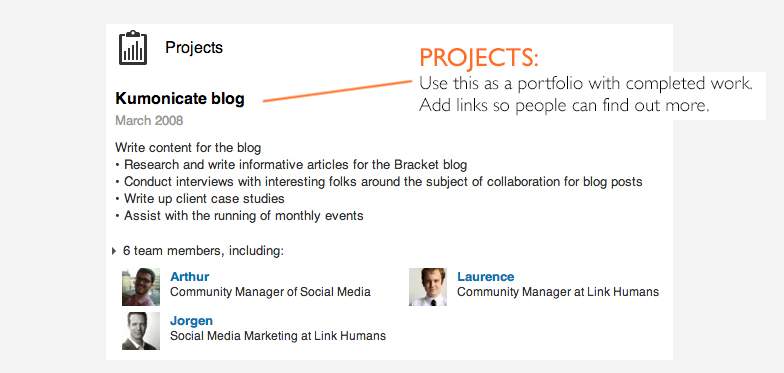 Projects
PROJECTS:
Use this as a portfolio with completed work.
Add links so people can find out more.
Kumonicate blog
March 2008
Write content for the blog
• Research and write informative articles for the Bracket blog
• Conduct interviews with interesting folks around the subject of collaboration for blog posts
• Write up client case studies
• Assist with the running of monthly events
6 team members, including:
Arthur
Community Manager of Social Media
Laurence
Community Manager at Link Humans
Jorgen
Social Media Marketing at Link Humans